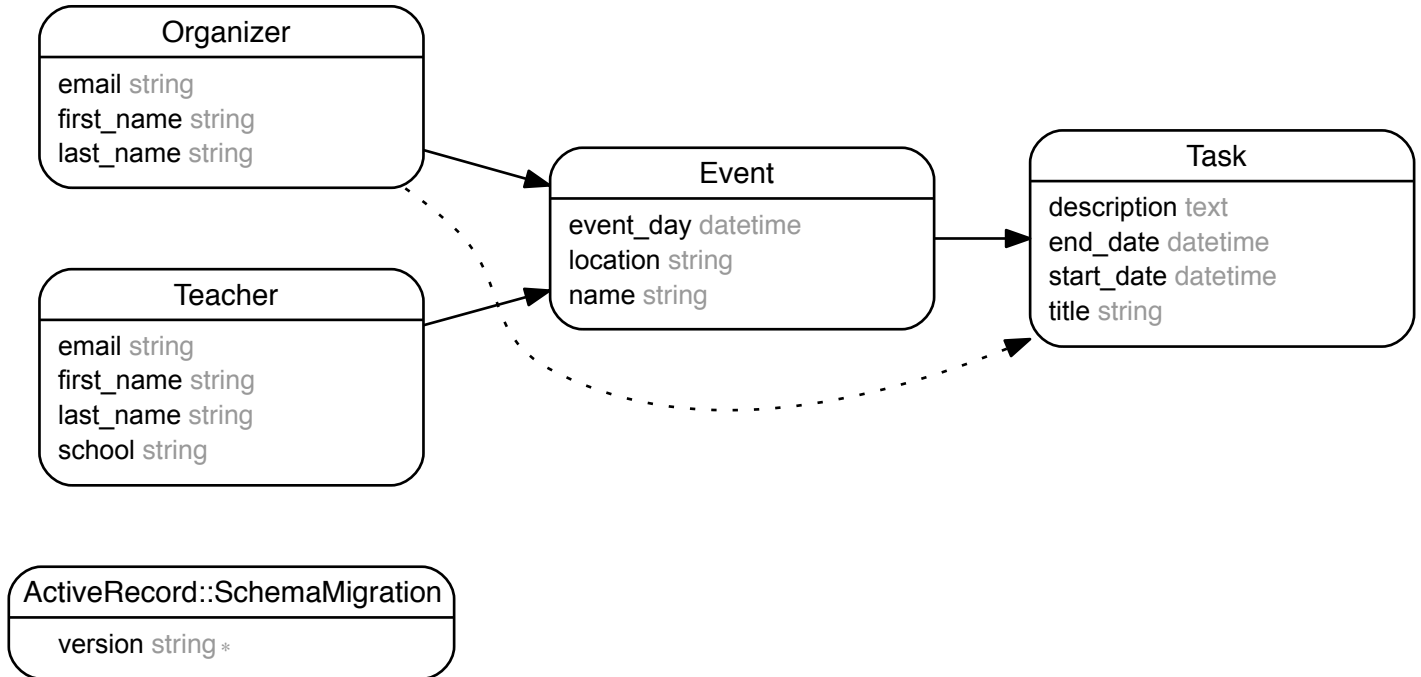 Organizer
email string
first_name string
last_name string
Teacher
email string
first_name string
last_name string
school string
Event
event_day datetime
location string
name string
Task
description text
end_date datetime
start_date datetime
title string
ActiveRecord::SchemaMigration
version string *